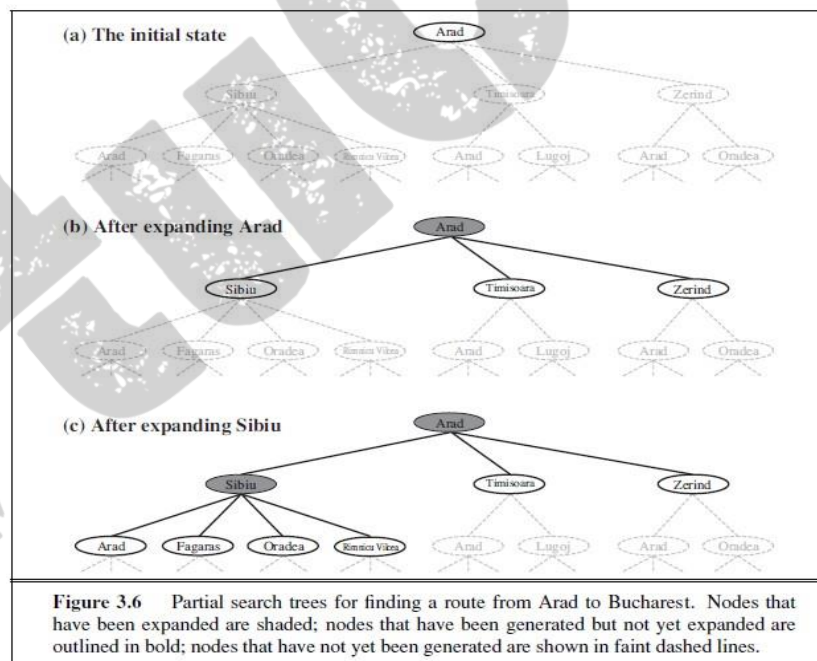 (a) The initial state
Arad
Sibiu Timisoara Zerind
Arad Fagaras Oradea Rimnicu Vilcea Arad Lugoj Arad Oradea
(b) After expanding Arad
Arad
Sibiu Timisoara Zerind
Arad Fagaras Oradea Rimnicu Vilcea Arad Lugoj Arad Oradea
(c) After expanding Sibiu
Arad
Sibiu Timisoara Zerind
Arad Fagaras Oradea Rimnicu Vilcea Arad Lugoj Arad Oradea
Figure 3.6 Partial search trees for finding a route from Arad to Bucharest. Nodes that
have been expanded are shaded; nodes that have been generated but not yet expanded are
outlined in bold; nodes that have not yet been generated are shown in faint dashed lines.